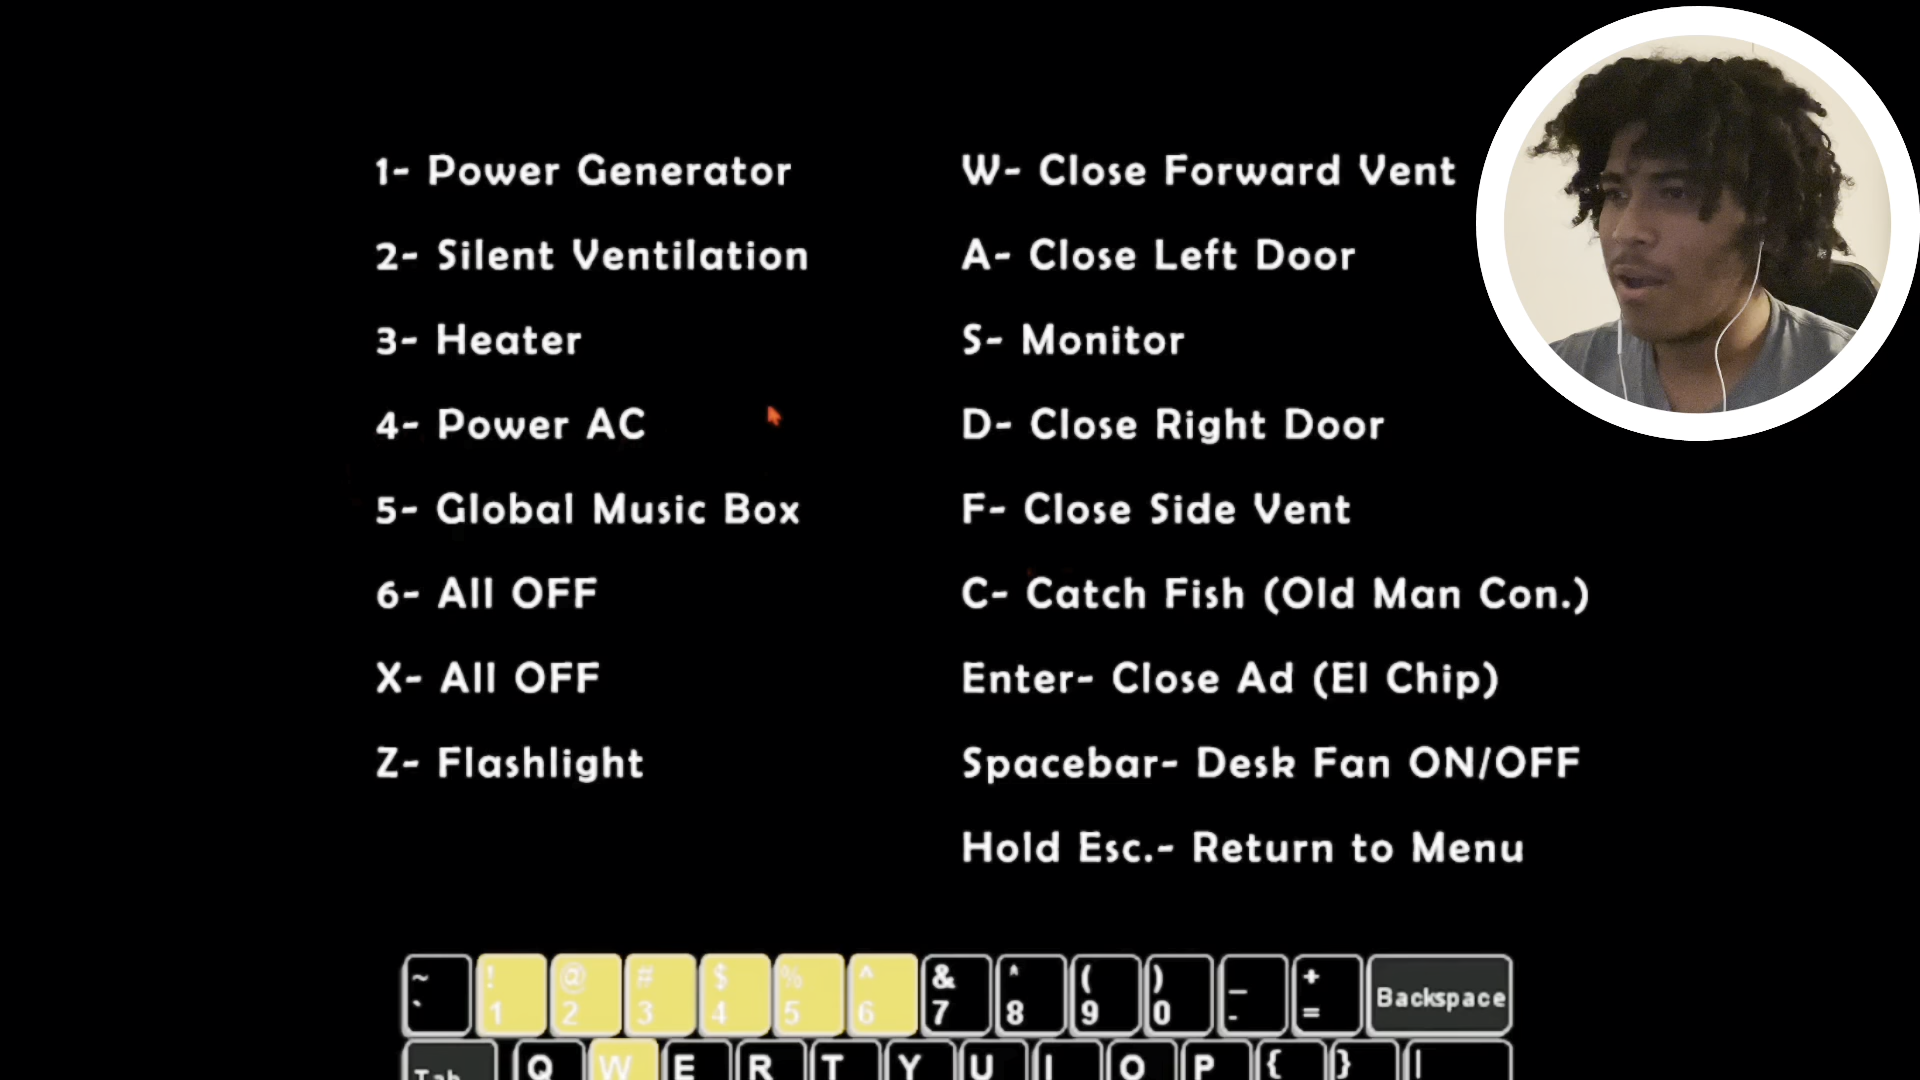 1- Power Generator
2- Silent Ventilation
3- Heater
4- Power AC
5- Global Music Box
6- All OFF
X- All OFF
Z- Flashlight
W- Close Forward Vent
A- Close Left Door
S- Monitor
D- Close Right Door
F- Close Side Vent
C- Catch Fish (Old Man Con.)
Enter- Close Ad (El Chip)
Spacebar- Desk Fan ON/OFF
Hold Esc.- Return to Menu
~ ! @ # $ % ^ & * ( ) _ +
` 1 2 3 4 5 6 7 8 9 0 - = Backspace
Tab Q W E R T Y U I O P { } |